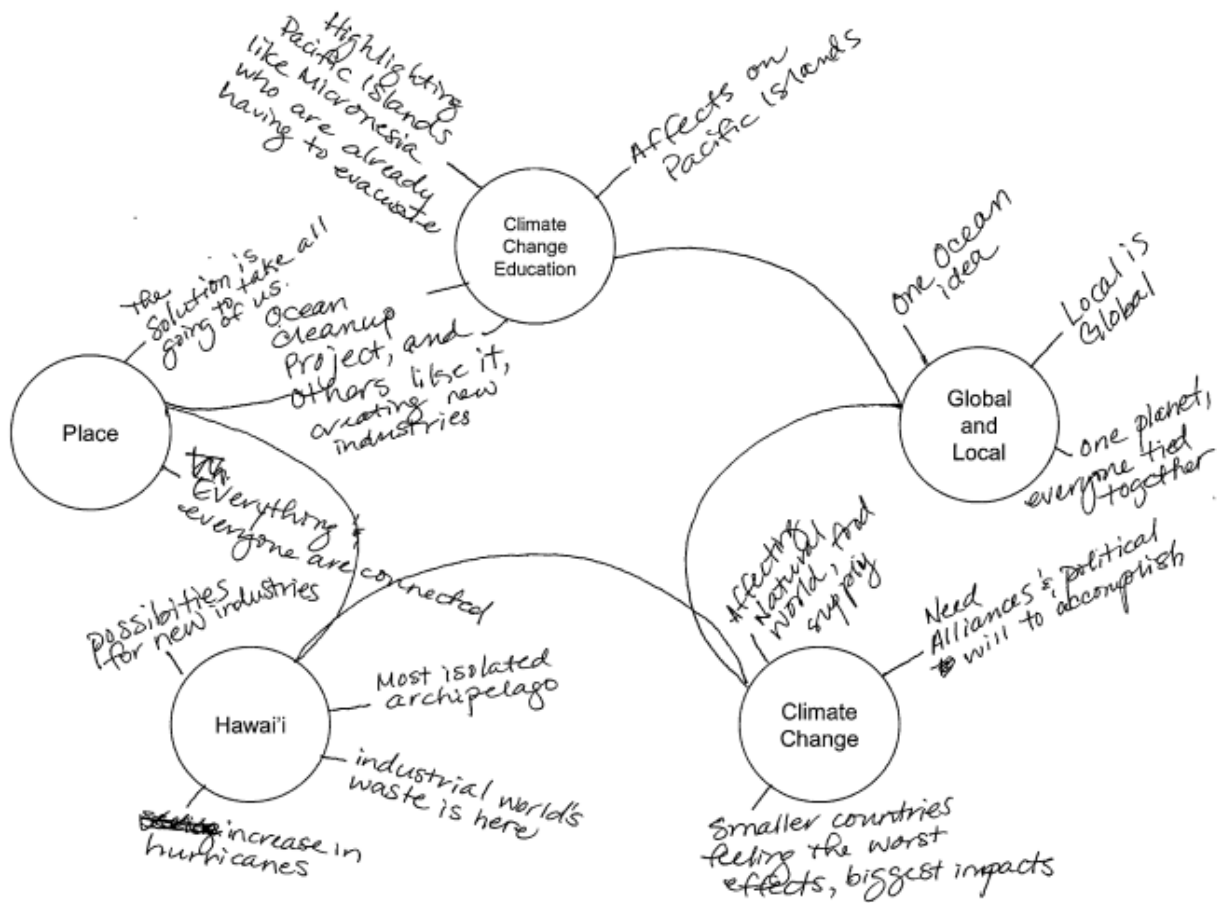 Highlighting
Pacific Islands
like Micronesia
who are already
having to evacuate
Affects on
Pacific Islands
Climate
Change
Education
The
solution is
going to take all
of us.
Ocean
cleanup
Project, and
others like it,
creating new
industries
One Ocean
idea
Local is
Global
Place
Global
and
Local
one planet,
everyone tied
together
Everything &
everyone are connected
possibities
for new industries
Affecting
Natural
world, food
supply
Need
Alliances & political
will to accomplish
Most isolated
archipelago
Hawai'i
Climate
Change
industrial world's
waste is here
increase in
hurricanes
Smaller countries
feeling the worst
effects, biggest impacts